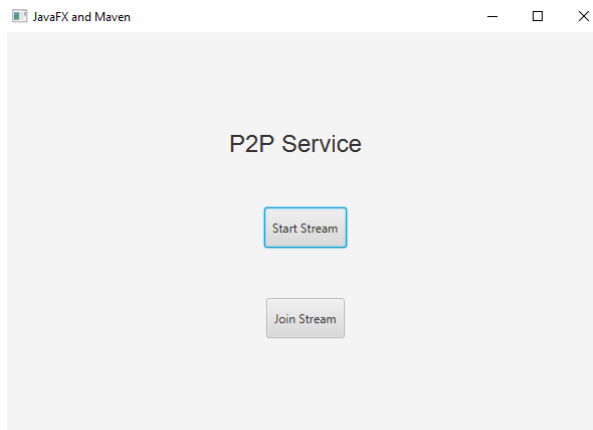 JavaFX and Maven
P2P Service
Start Stream
Join Stream